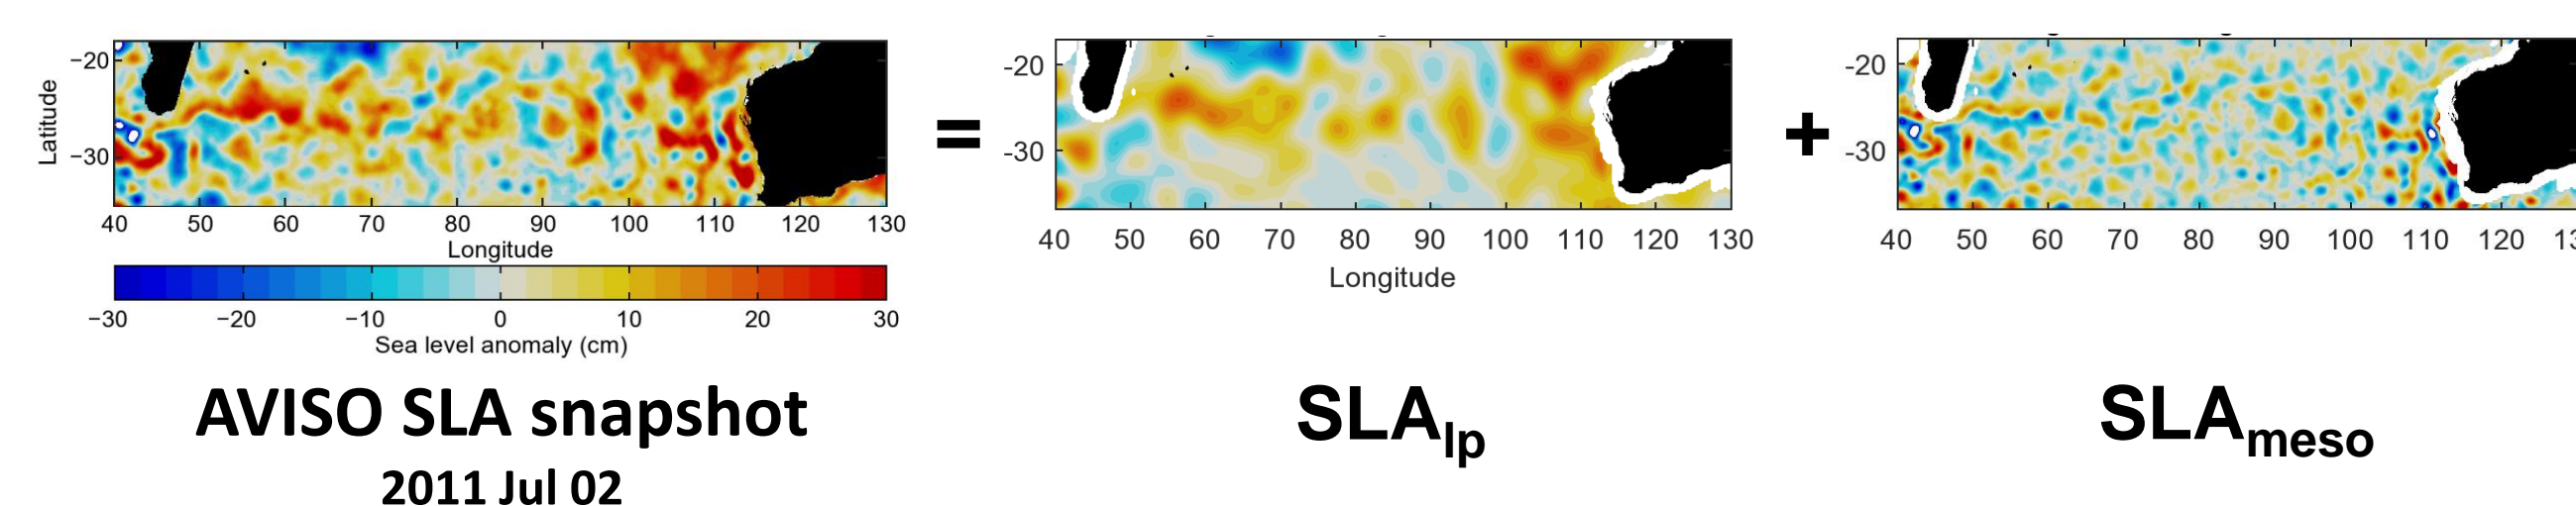 −20
−30
Latitude
40 50 60 70 80 90 100 110 120 130
Longitude
−30 −20 −10 0 10 20 30
Sea level anomaly (cm)
AVISO SLA snapshot
2011 Jul 02
=
-20
-30
40 50 60 70 80 90 100 110 120 130
Longitude
SLAlp
+
-20
-30
40 50 60 70 80 90 100 110 120 13
SLAmeso